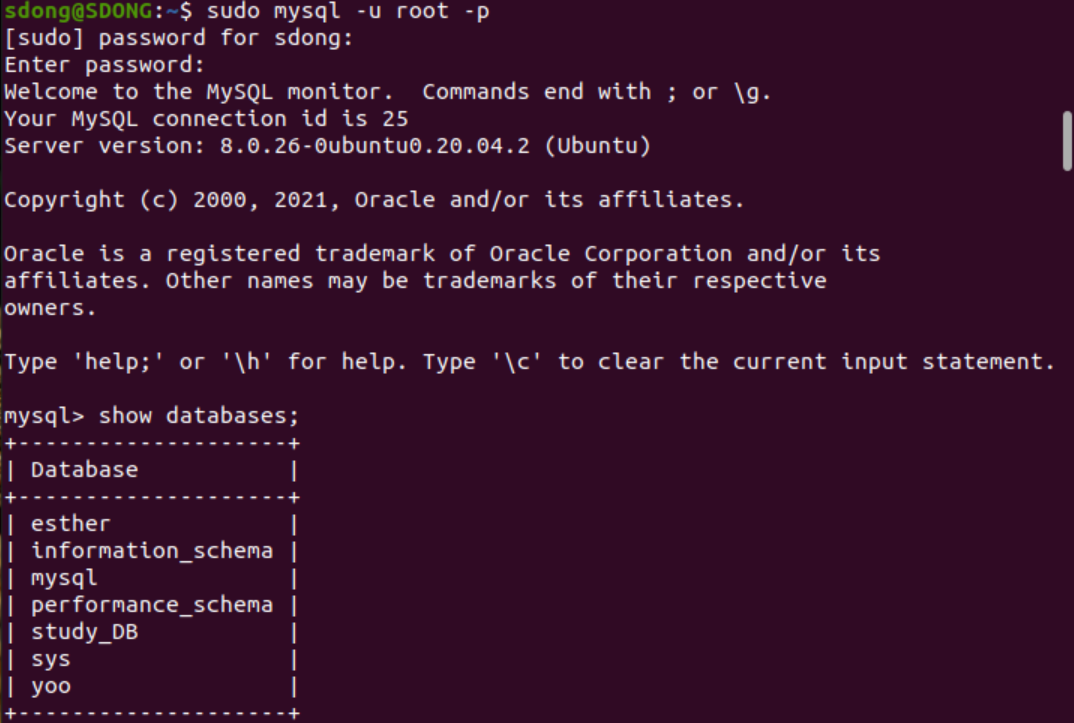 sdong@SDONG:~$ sudo mysql -u root -p
[sudo] password for sdong:
Enter password:
Welcome to the MySQL monitor.  Commands end with ; or \g.
Your MySQL connection id is 25
Server version: 8.0.26-0ubuntu0.20.04.2 (Ubuntu)

Copyright (c) 2000, 2021, Oracle and/or its affiliates.

Oracle is a registered trademark of Oracle Corporation and/or its
affiliates. Other names may be trademarks of their respective
owners.

Type 'help;' or '\h' for help. Type '\c' to clear the current input statement.

mysql> show databases;
+--------------------+
| Database           |
+--------------------+
| esther             |
| information_schema |
| mysql              |
| performance_schema |
| study_DB           |
| sys                |
| yoo                |
+--------------------+